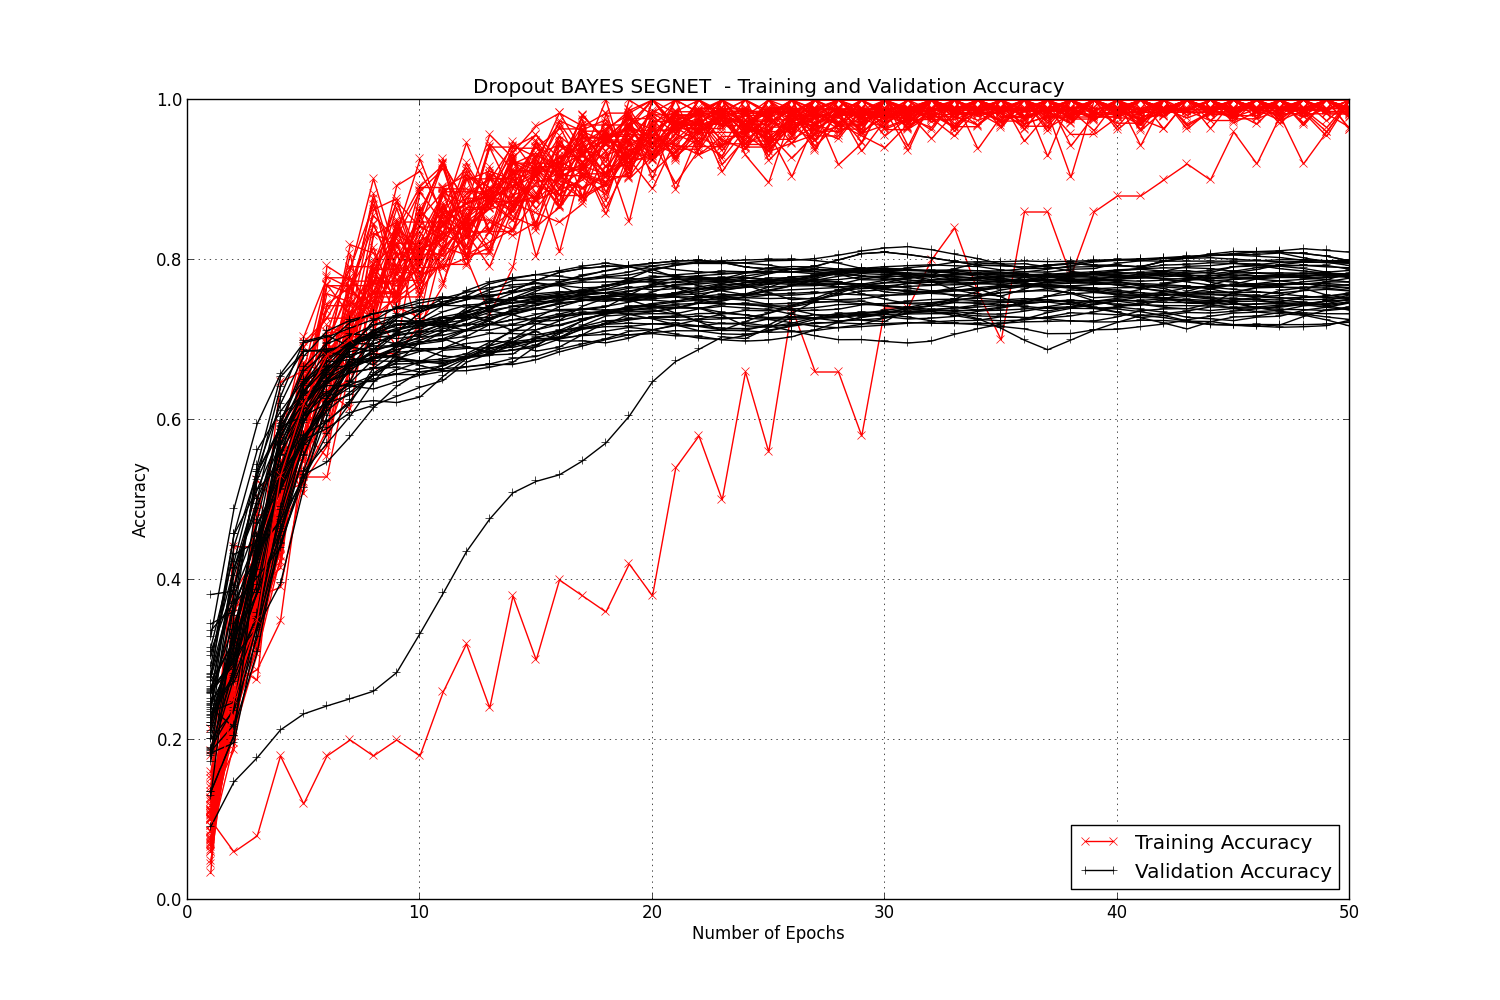 Dropout BAYES SEGNET  - Training and Validation Accuracy
1.0
0.8
0.6
0.4
0.2
0.0
Accuracy
0 10 20 30 40 50
Number of Epochs
Training Accuracy
Validation Accuracy